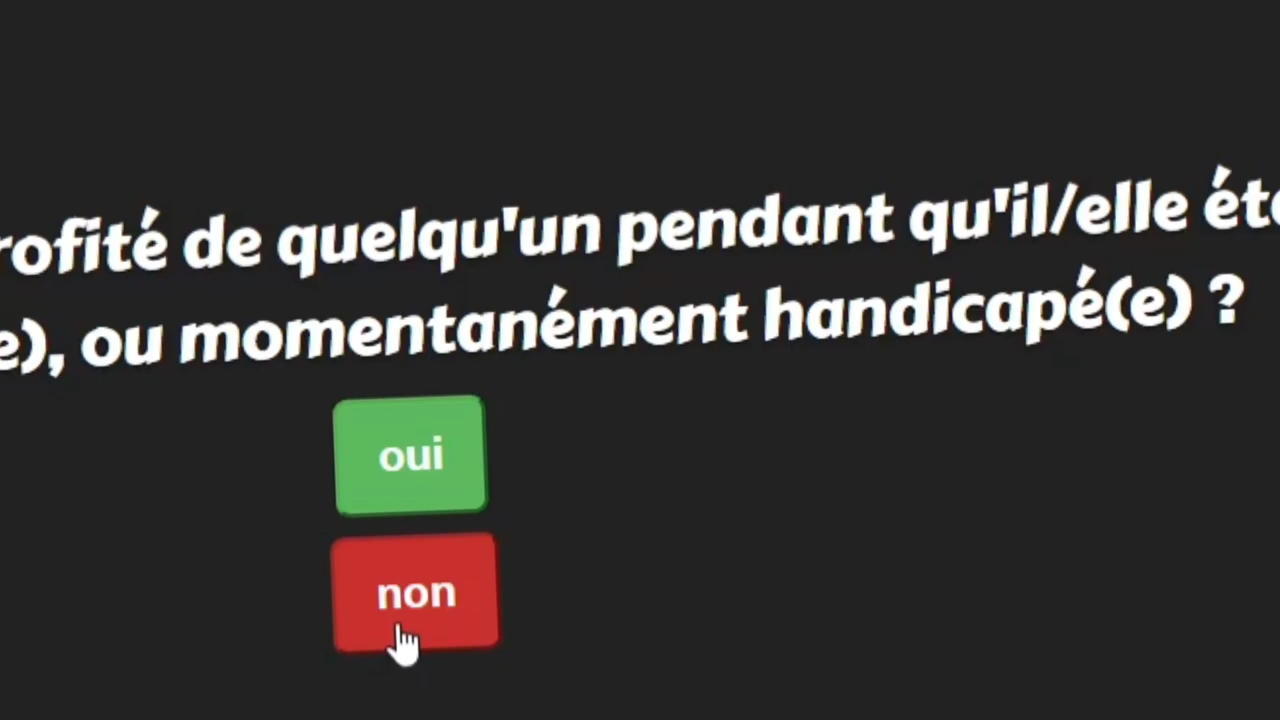 rofité de quelqu'un pendant qu'il/elle éte
e), ou momentanément handicapé(e) ?
oui
non